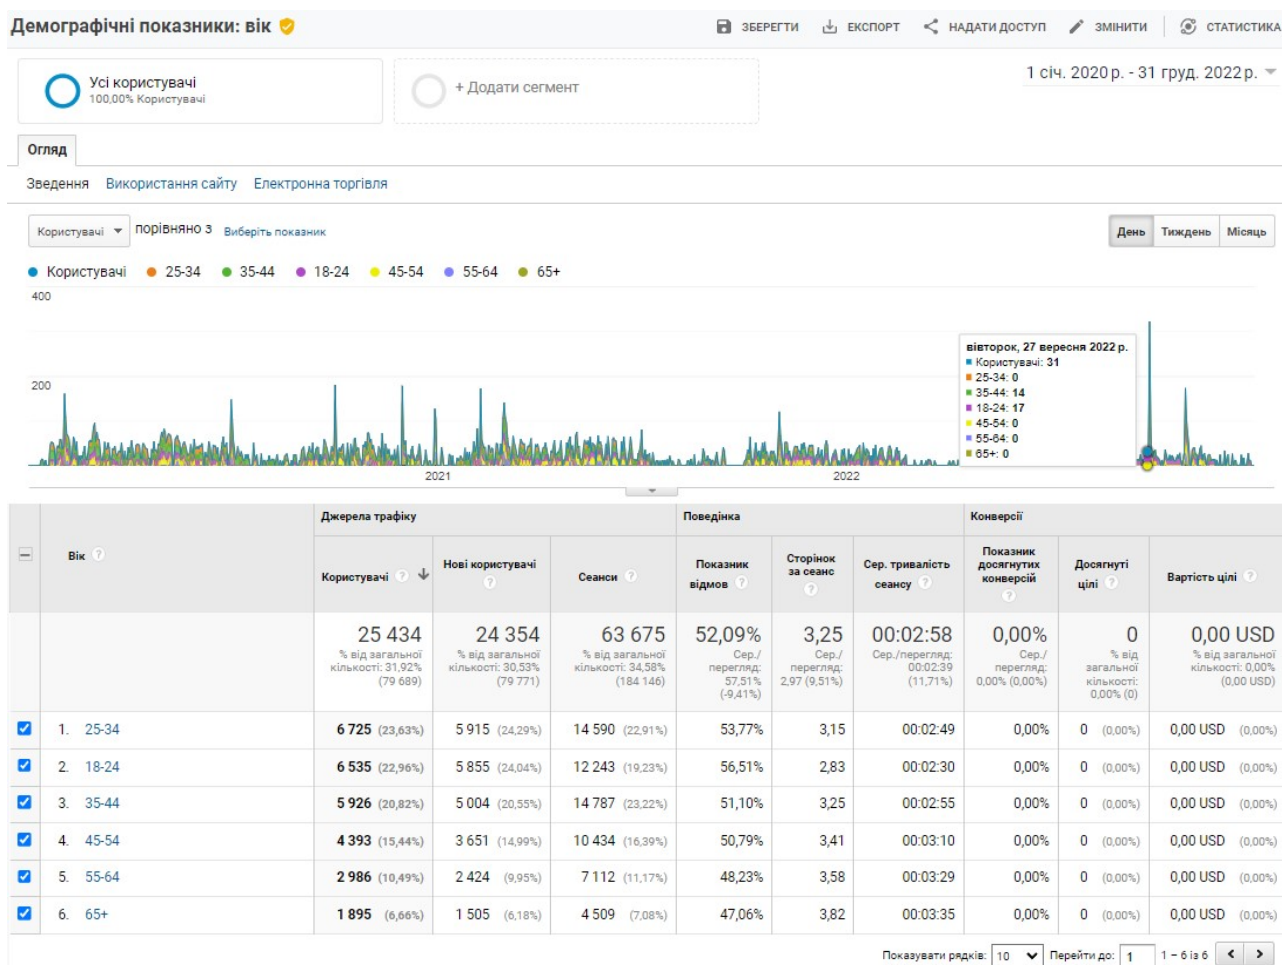 Демографічні показники: вік
ЗБЕРЕГТИ ЕКСПОРТ НАДАТИ ДОСТУП ЗМІНИТИ СТАТИСТИКА
Усі користувачі
100,00% Користувачі
+ Додати сегмент
1 січ. 2020 р. - 31 груд. 2022 р.
Огляд
Зведення Використання сайту Електронна торгівля
Користувачі порівняно з Виберіть показник
День Тиждень Місяць
Користувачі 25-34 35-44 18-24 45-54 55-64 65+
400
200
вівторок, 27 вересня 2022 р.
Користувачі: 31
25-34: 0
35-44: 14
18-24: 17
45-54: 0
55-64: 0
65+: 0
2021 2022
Вік ?
Джерела трафіку Поведінка Конверсії
Користувачі ? Нові користувачі ? Сеанси ? Показник відмов ? Сторінок за сеанс ? Сер. тривалість сеансу ? Показник досягнутих конверсій ? Досягнуті цілі ? Вартість цілі ?
25 434 24 354 63 675 52,09% 3,25 00:02:58 0,00% 0 0,00 USD
% від загальної кількості: 31,92% (79 689)
% від загальної кількості: 30,53% (79 771)
% від загальної кількості: 34,58% (184 146)
Сер./перегляд: 57,51% (-9,41%)
Сер./перегляд: 2,97 (9,51%)
Сер./перегляд: 00:02:39 (11,71%)
Сер./перегляд: 0,00% (0,00%)
% від загальної кількості: 0,00% (0)
% від загальної кількості: 0,00% (0,00 USD)
1. 25-34 6 725 (23,63%) 5 915 (24,29%) 14 590 (22,91%) 53,77% 3,15 00:02:49 0,00% 0 (0,00%) 0,00 USD (0,00%)
2. 18-24 6 535 (22,96%) 5 855 (24,04%) 12 243 (19,23%) 56,51% 2,83 00:02:30 0,00% 0 (0,00%) 0,00 USD (0,00%)
3. 35-44 5 926 (20,82%) 5 004 (20,55%) 14 787 (23,22%) 51,10% 3,25 00:02:55 0,00% 0 (0,00%) 0,00 USD (0,00%)
4. 45-54 4 393 (15,44%) 3 651 (14,99%) 10 434 (16,39%) 50,79% 3,41 00:03:10 0,00% 0 (0,00%) 0,00 USD (0,00%)
5. 55-64 2 986 (10,49%) 2 424 (9,95%) 7 112 (11,17%) 48,23% 3,58 00:03:29 0,00% 0 (0,00%) 0,00 USD (0,00%)
6. 65+ 1 895 (6,66%) 1 505 (6,18%) 4 509 (7,08%) 47,06% 3,82 00:03:35 0,00% 0 (0,00%) 0,00 USD (0,00%)
Показувати рядків: 10 Перейти до: 1 1 – 6 із 6